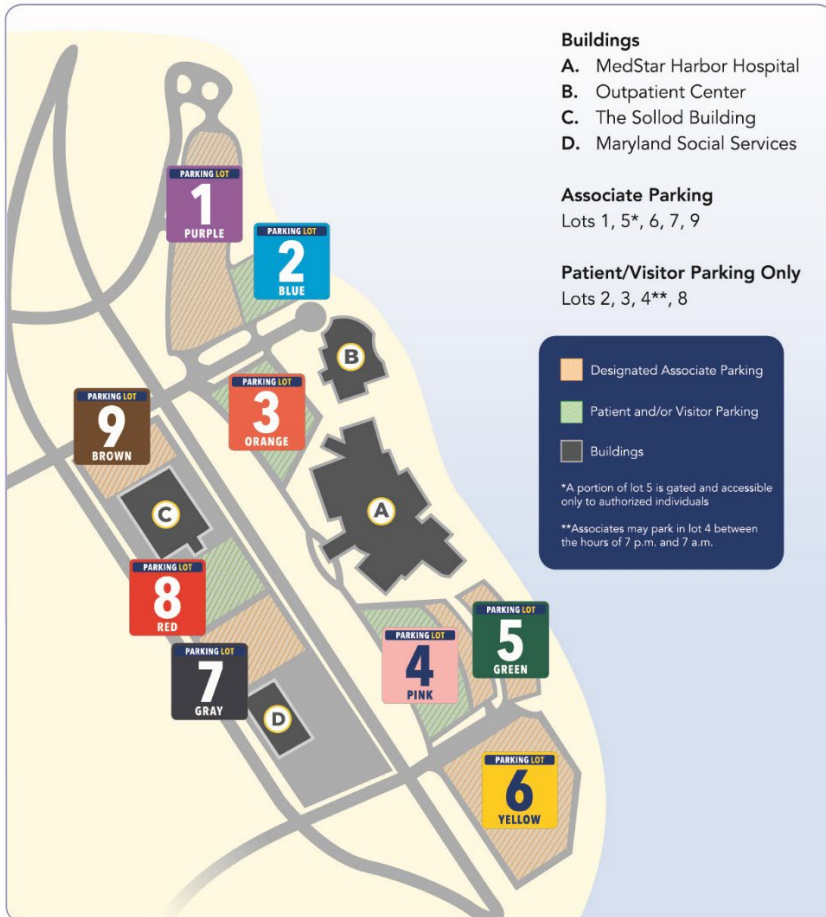 Buildings
A. MedStar Harbor Hospital
B. Outpatient Center
C. The Sollod Building
D. Maryland Social Services
Associate Parking
Lots 1, 5*, 6, 7, 9
Patient/Visitor Parking Only
Lots 2, 3, 4**, 8
Designated Associate Parking
Patient and/or Visitor Parking
Buildings
*A portion of lot 5 is gated and accessible
only to authorized individuals
**Associates may park in lot 4 between
the hours of 7 p.m. and 7 a.m.
PARKING LOT
1
PURPLE
PARKING LOT
2
BLUE
B
PARKING LOT
3
ORANGE
PARKING LOT
9
BROWN
C
A
PARKING LOT
8
RED
PARKING LOT
4
PINK
PARKING LOT
5
GREEN
PARKING LOT
7
GRAY
D
PARKING LOT
6
YELLOW